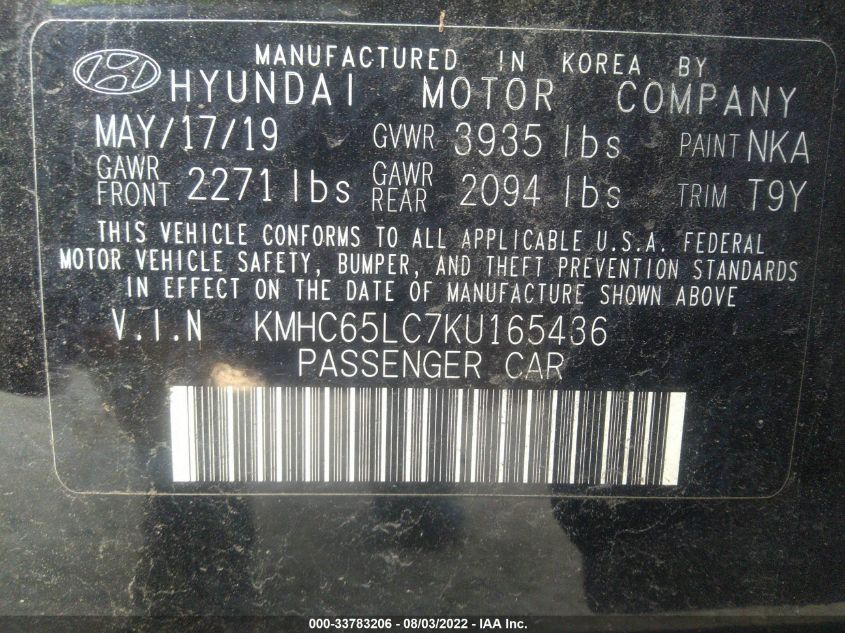 MANUFACTURED IN KOREA BY
HYUNDAI MOTOR COMPANY
MAY/17/19 GVWR 3935 lbs PAINT NKA
GAWR FRONT 2271 lbs GAWR REAR 2094 lbs TRIM T9Y
THIS VEHICLE CONFORMS TO ALL APPLICABLE U.S.A. FEDERAL
MOTOR VEHICLE SAFETY, BUMPER, AND THEFT PREVENTION STANDARDS
IN EFFECT ON THE DATE OF MANUFACTURE SHOWN ABOVE
V.I.N KMHC65LC7KU165436
PASSENGER CAR
000-33783206 - 08/03/2022 - IAA Inc.